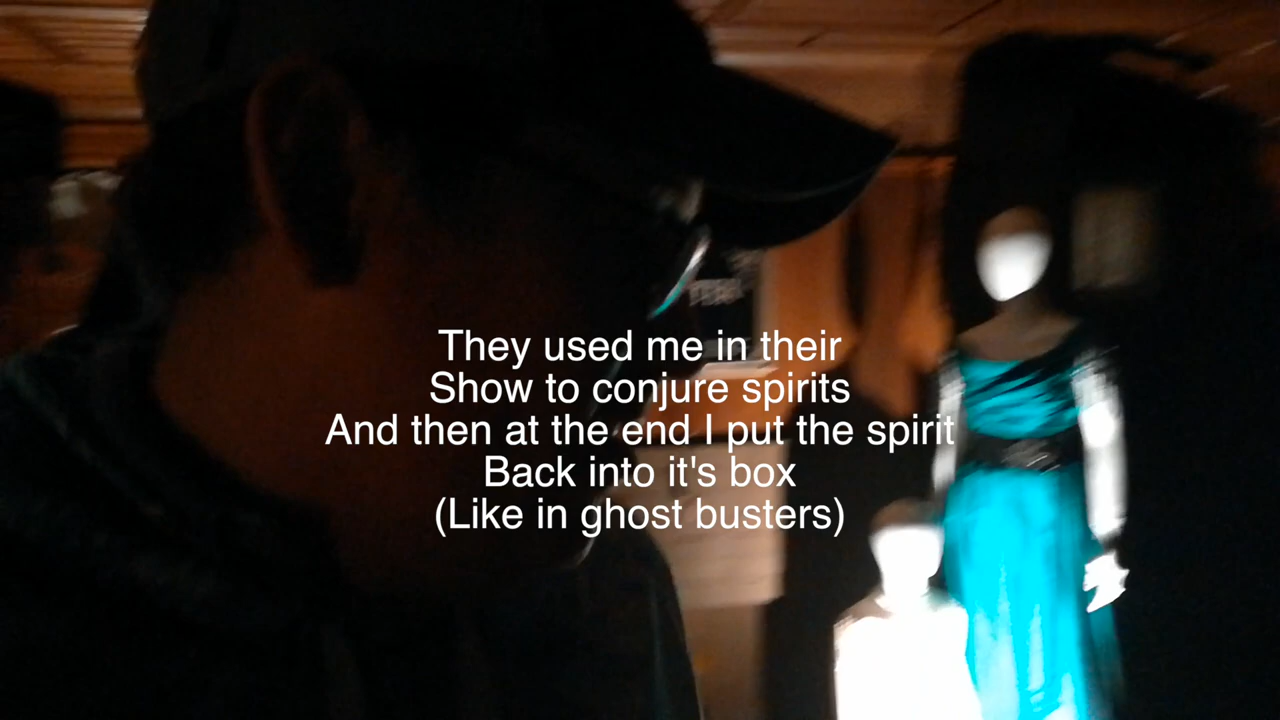 They used me in their
Show to conjure spirits
And then at the end I put the spirit
Back into it's box
(Like in ghost busters)